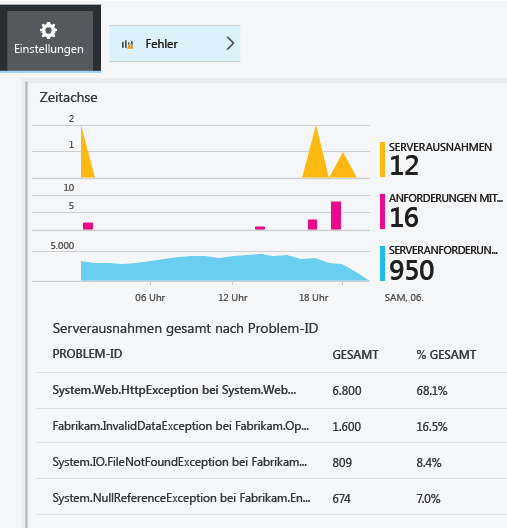 Einstellungen
Fehler
Zeitachse
2
1
SERVERAUSNAHMEN
12
10
5
ANFORDERUNGEN MIT...
16
5.000
SERVERANFORDERUN...
950
06 Uhr 12 Uhr 18 Uhr SAM, 06.
Serverausnahmen gesamt nach Problem-ID
PROBLEM-ID GESAMT % GESAMT
System.Web.HttpException bei System.Web... 6.800 68.1%
Fabrikam.InvalidDataException bei Fabrikam.Op... 1.600 16.5%
System.IO.FileNotFoundException bei Fabrikam... 809 8.4%
System.NullReferenceException bei Fabrikam.En... 674 7.0%